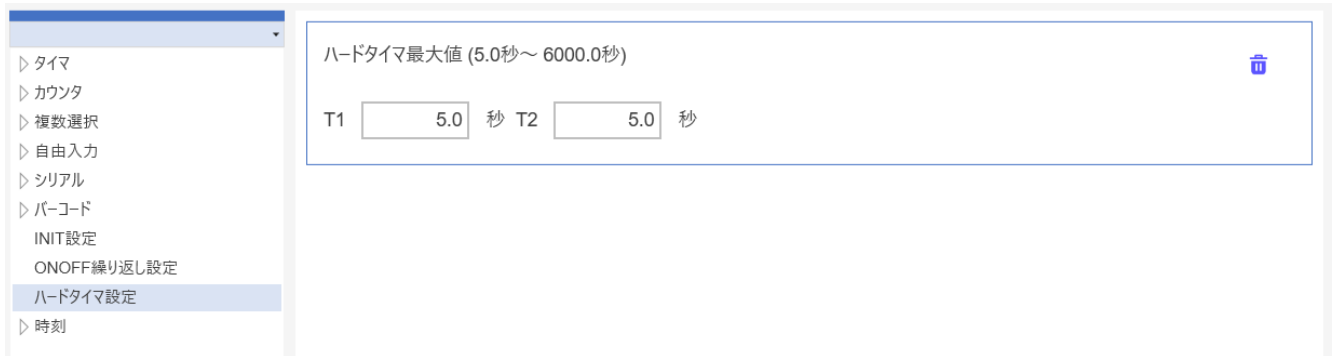 タイマ
カウンタ
複数選択
自由入力
シリアル
バーコード
INIT設定
ONOFF繰り返し設定
ハードタイマ設定
時刻
ハードタイマ最大値 (5.0秒～ 6000.0秒)
T1 5.0 秒 T2 5.0 秒